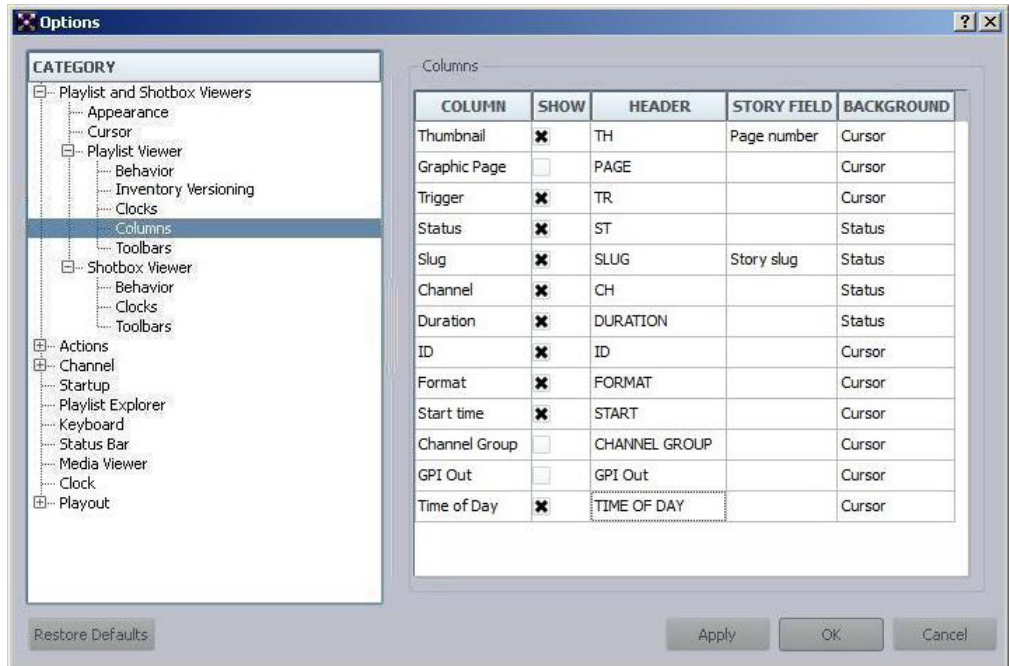 Options
CATEGORY
Playlist and Shotbox Viewers
Appearance
Cursor
Playlist Viewer
Behavior
Inventory Versioning
Clocks
Columns
Toolbars
Shotbox Viewer
Behavior
Clocks
Toolbars
Actions
Channel
Startup
Playlist Explorer
Keyboard
Status Bar
Media Viewer
Clock
Playout
Columns
COLUMN SHOW HEADER STORY FIELD BACKGROUND
Thumbnail TH Page number Cursor
Graphic Page PAGE Cursor
Trigger TR Cursor
Status ST Status
Slug SLUG Story slug Status
Channel CH Status
Duration DURATION Status
ID ID Cursor
Format FORMAT Cursor
Start time START Cursor
Channel Group CHANNEL GROUP Cursor
GPI Out GPI Out Cursor
Time of Day TIME OF DAY Cursor
Restore Defaults Apply OK Cancel